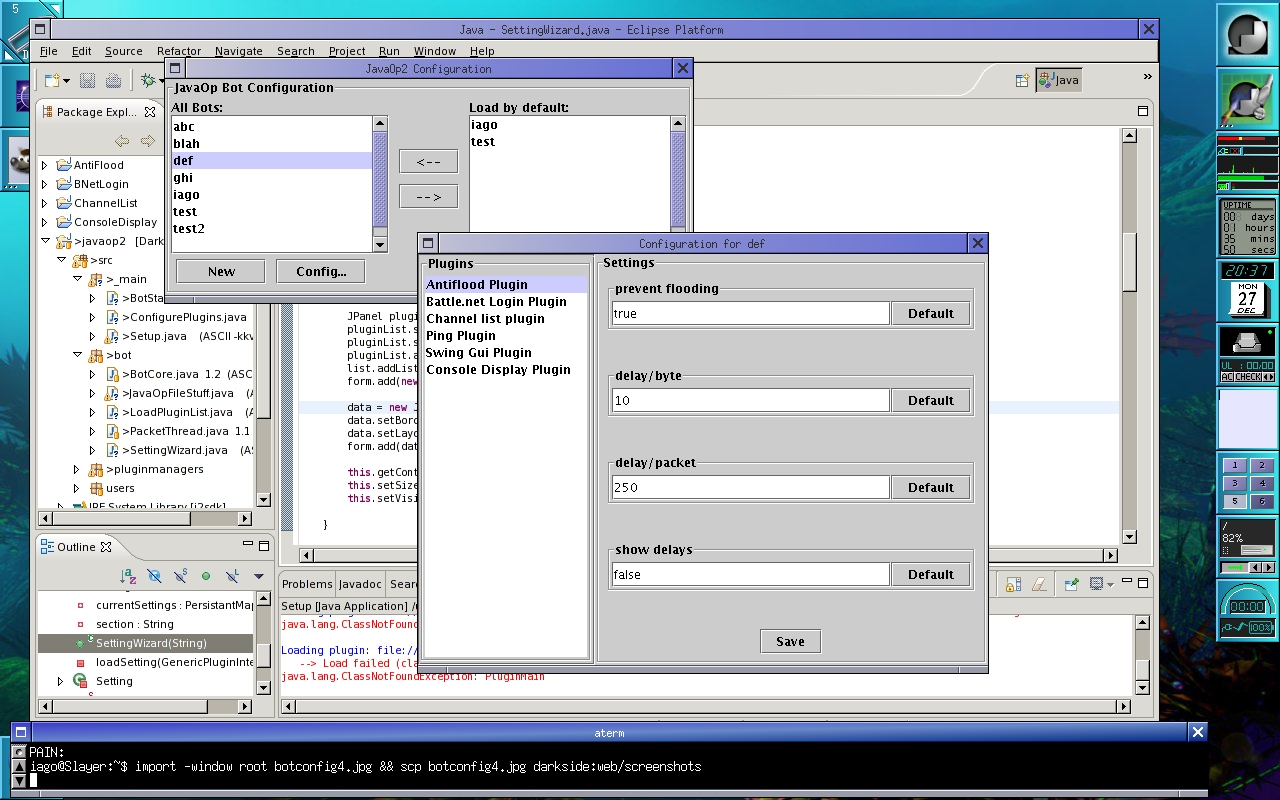 5
Java - SettingWizard.java - Eclipse Platform
File Edit Source Refactor Navigate Search Project Run Window Help
Java
»
Package Expl...
AntiFlood
BNetLogin
ChannelList
ConsoleDisplay
>javaop2 [Dark
>src
>_main
>BotSta
>ConfigurePlugins.java
>Setup.java (ASCII -kkv
>bot
>BotCore.java 1.2 (ASC
>JavaOpFileStuff.java (A
>LoadPluginList.java (A
>PacketThread.java 1.1
>SettingWizard.java (AS
>pluginmanagers
users
JRE System Library [j2sdk1
JavaOp2 Configuration
JavaOp Bot Configuration
All Bots:
abc
blah
def
ghi
iago
test
test2
<--
-->
Load by default:
iago
test
New
Config...
JPanel plugin
pluginList.s
pluginList.s
pluginList.a
list.addList
form.add(new
data = new J
data.setBord
data.setLayo
form.add(dat
this.getCont
this.setSize
this.setVisi
}
Configuration for def
Plugins
Antiflood Plugin
Battle.net Login Plugin
Channel list plugin
Ping Plugin
Swing Gui Plugin
Console Display Plugin
Settings
prevent flooding
true
Default
delay/byte
10
Default
delay/packet
250
Default
show delays
false
Default
Save
Outline
currentSettings : PersistantMap
section : String
SettingWizard(String)
loadSetting(GenericPluginInte
Setting
Problems Javadoc Sear
Setup [Java Application] /u
java.lang.ClassNotFound
Loading plugin: file://
--> Load failed (cla
java.lang.ClassNotFoundException: PluginMain
aterm
PAIN:
iago@Slayer:~$ import -window root botconfig4.jpg && scp botconfig4.jpg darkside:web/screenshots
UPTIME
008 days
01 hours
35 mins
50 secs
20:37
MON
27
DEC
UL : 00/00
AC CHECK
1 2
3 4
5 6
/
82%
00:00
100%